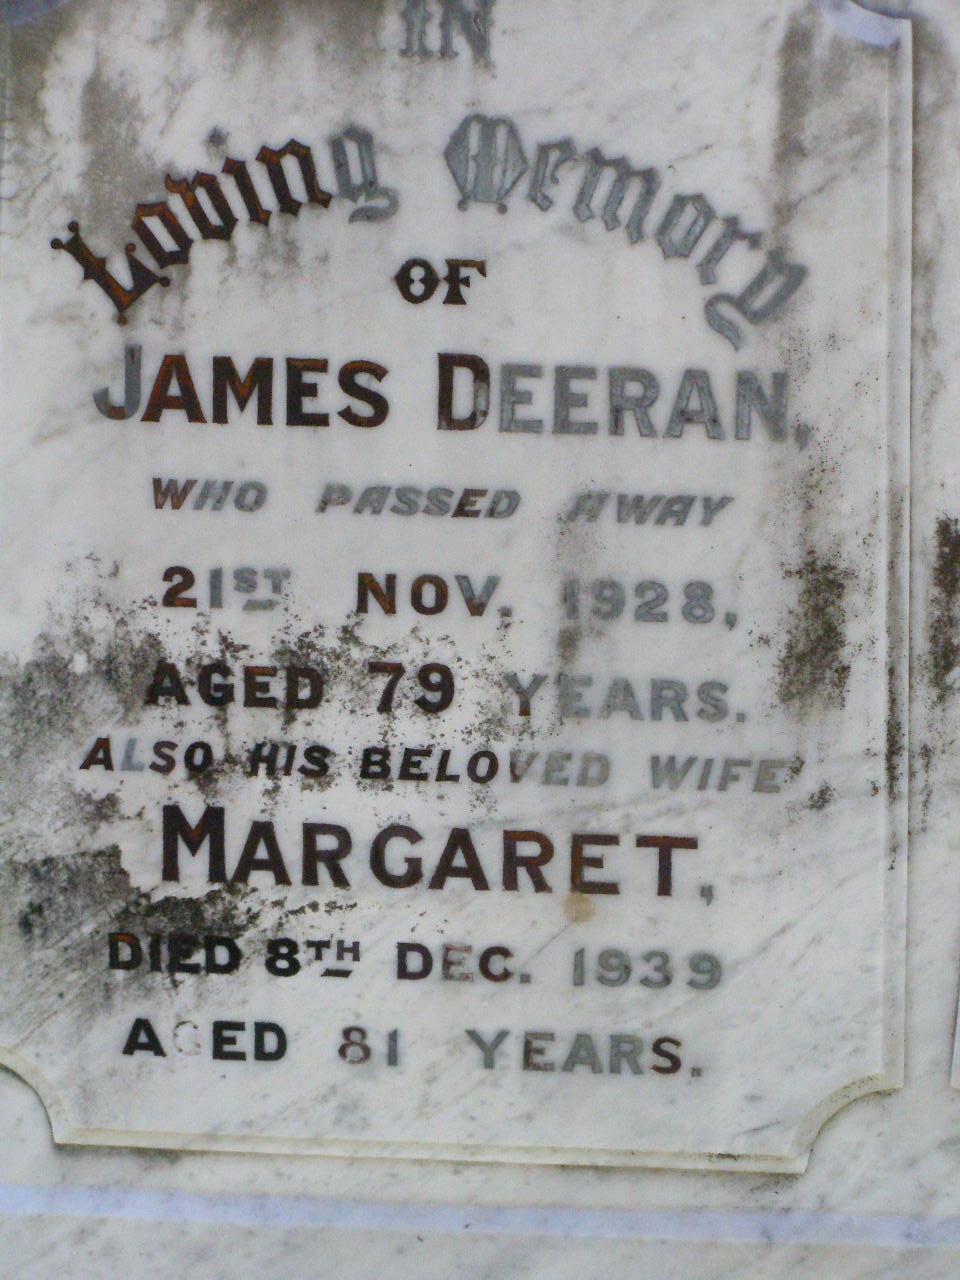 IN
Loving Memory
OF
JAMES DEERAN
WHO PASSED AWAY
21ST NOV. 1928,
AGED 79 YEARS.
ALSO HIS BELOVED WIFE
MARGARET,
DIED 8TH DEC. 1939
AGED 81 YEARS.